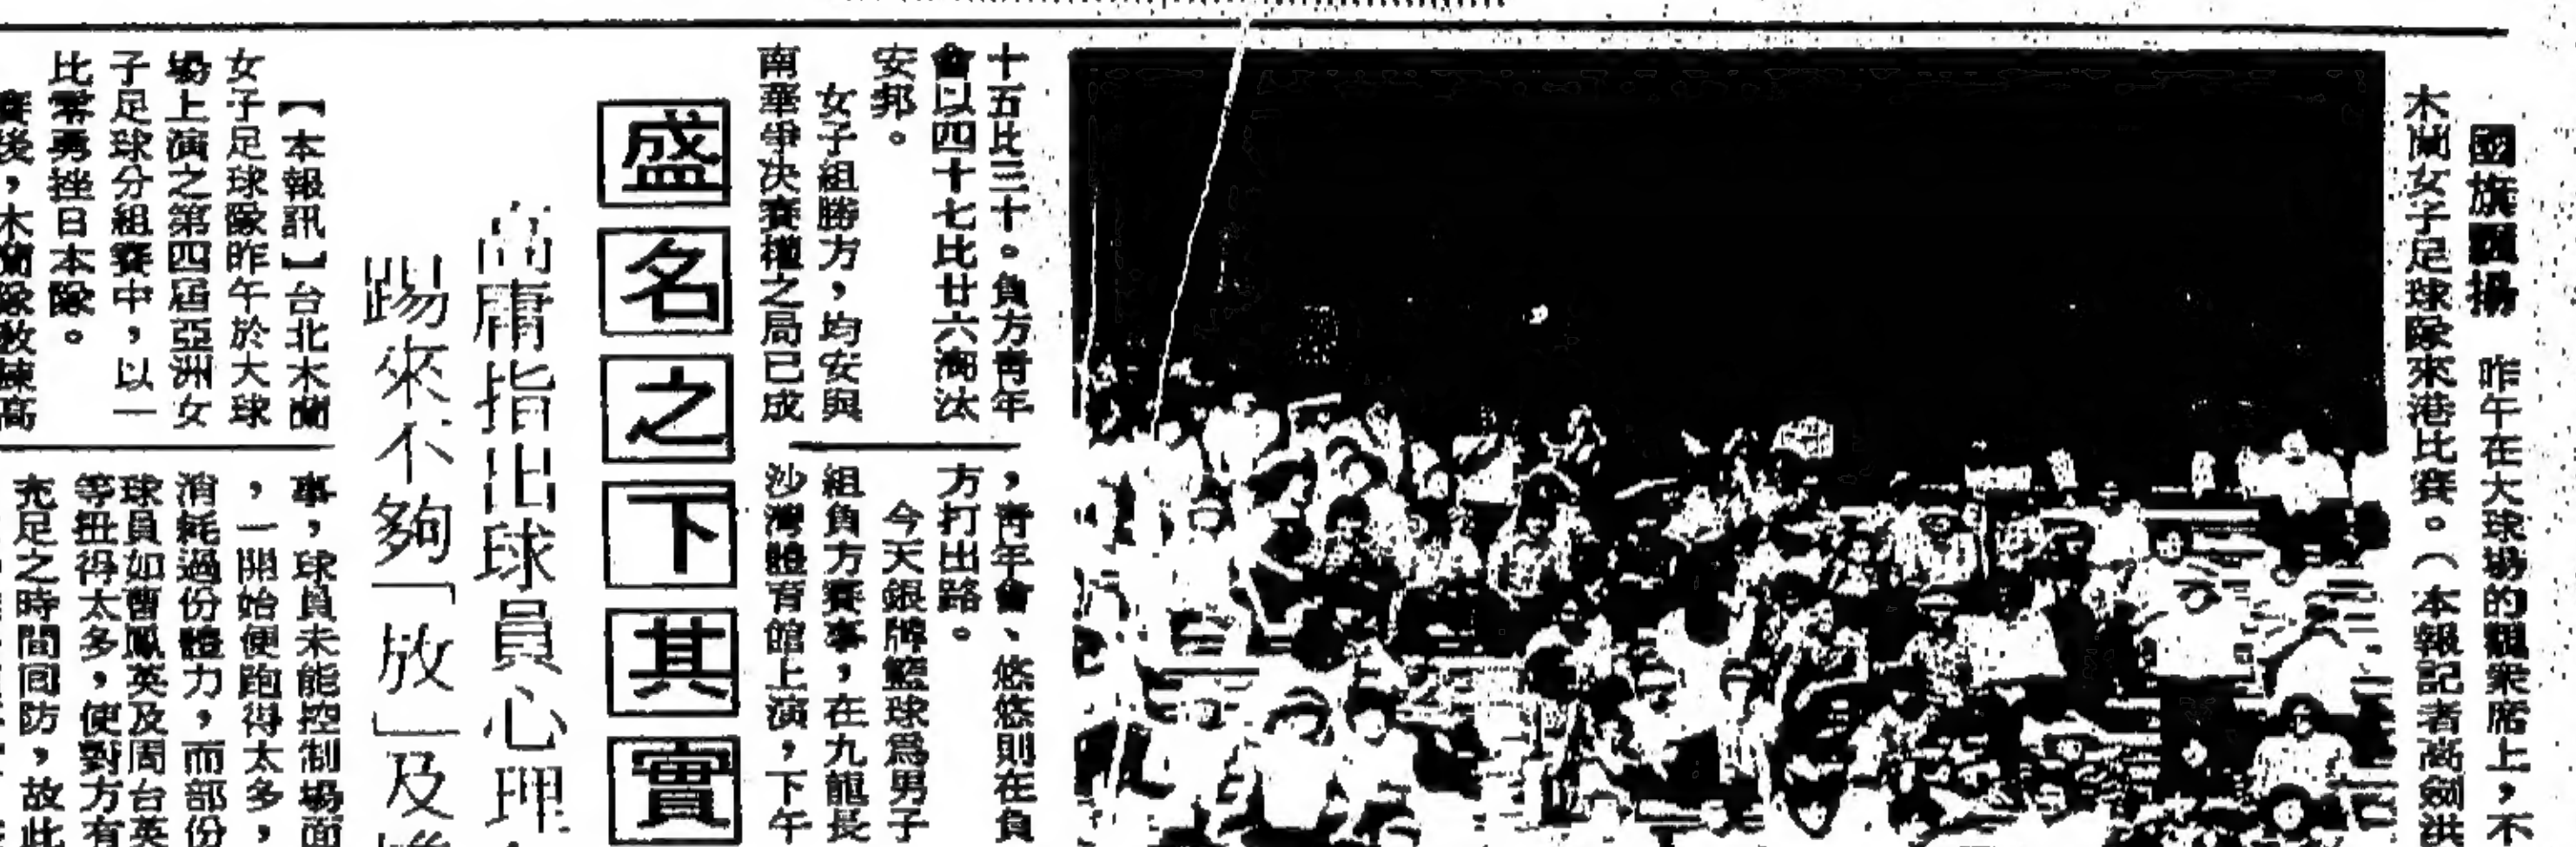 國旗飄揚 昨午在大球場的觀衆席上，不
木蘭女子足球隊來港比賽。（本報記者高劍洪
十五比三十。負方青年
會以四十七比廿六淘汰
安邦。
女子組勝方，均安與
南華爭決賽權之局已成
，青年會、悠悠則在負
方打出路。
今天銀牌籃球爲男子
組負方賽事，在九龍長
沙灣體育館上演，下午
盛名之下其實
高庸指出球員心理
踢來不夠「放」及
【本報訊】台北木蘭
女子足球隊昨午於大球
場上演之第四屆亞洲女
子足球分組賽中，以一
比零勇挫日本隊。
賽後，木蘭隊教練高
事，球員未能控制場面
，一開始便跑得太多，
消耗過份體力，而部份
球員如曹鳳英及周台英
等扭得太多，使對方有
充足之時間回防，故此